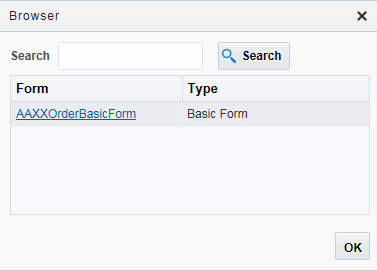 Browser
Search Search
Form Type
AAXXOrderBasicForm Basic Form
OK